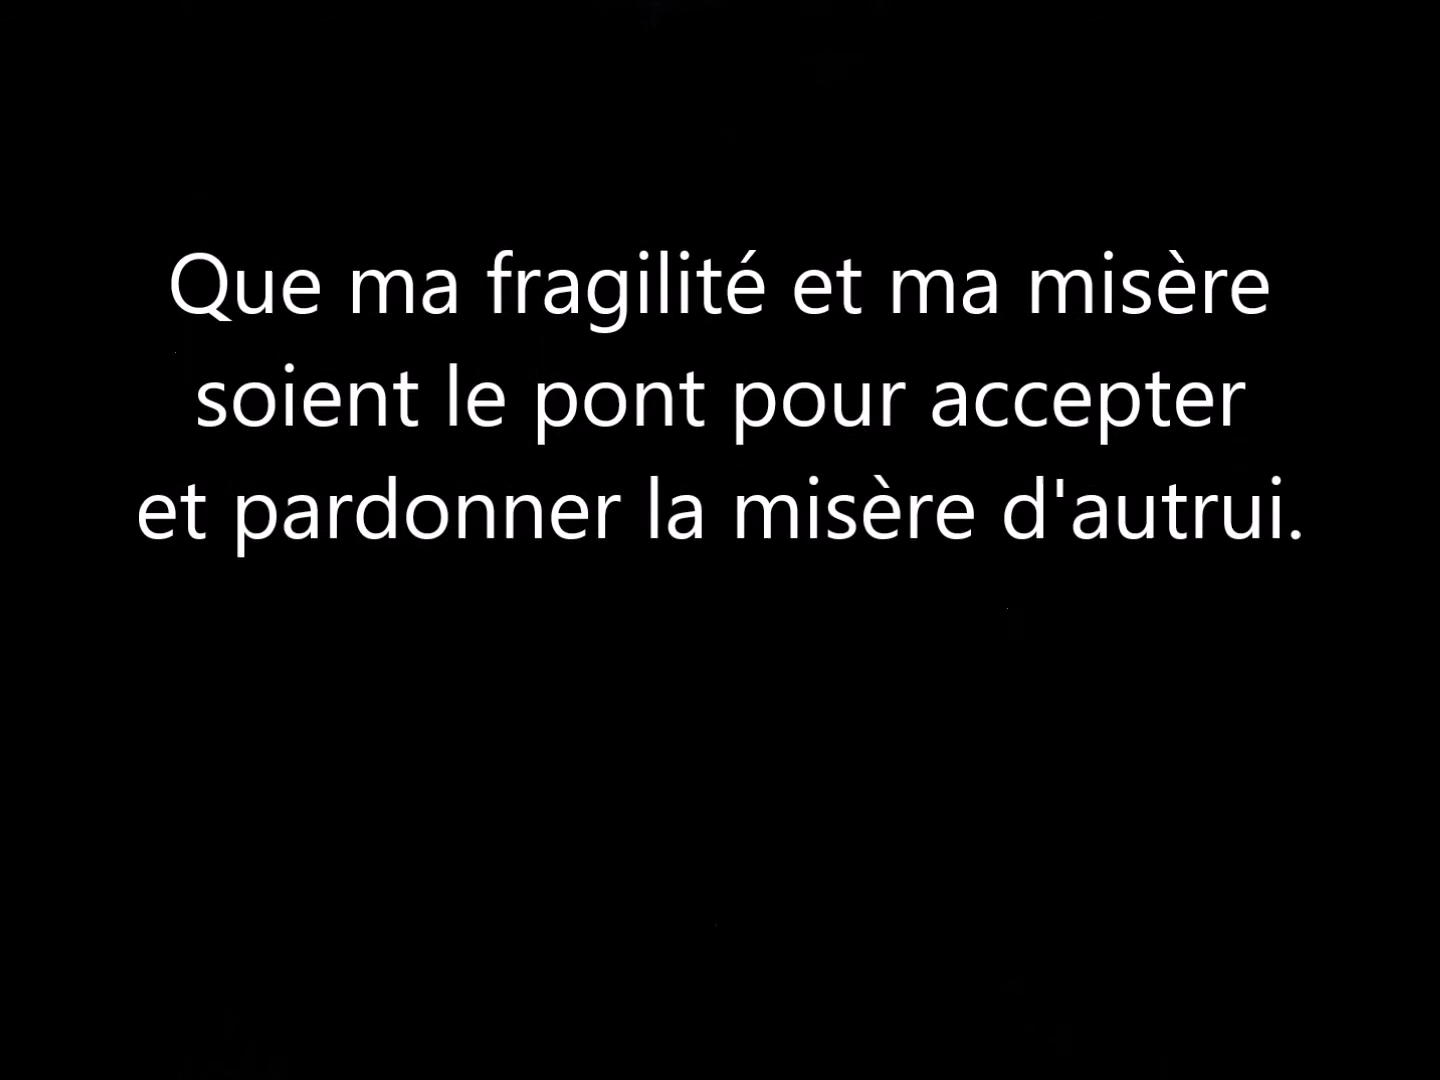 Que ma fragilité et ma misère
soient le pont pour accepter
et pardonner la misère d'autrui.